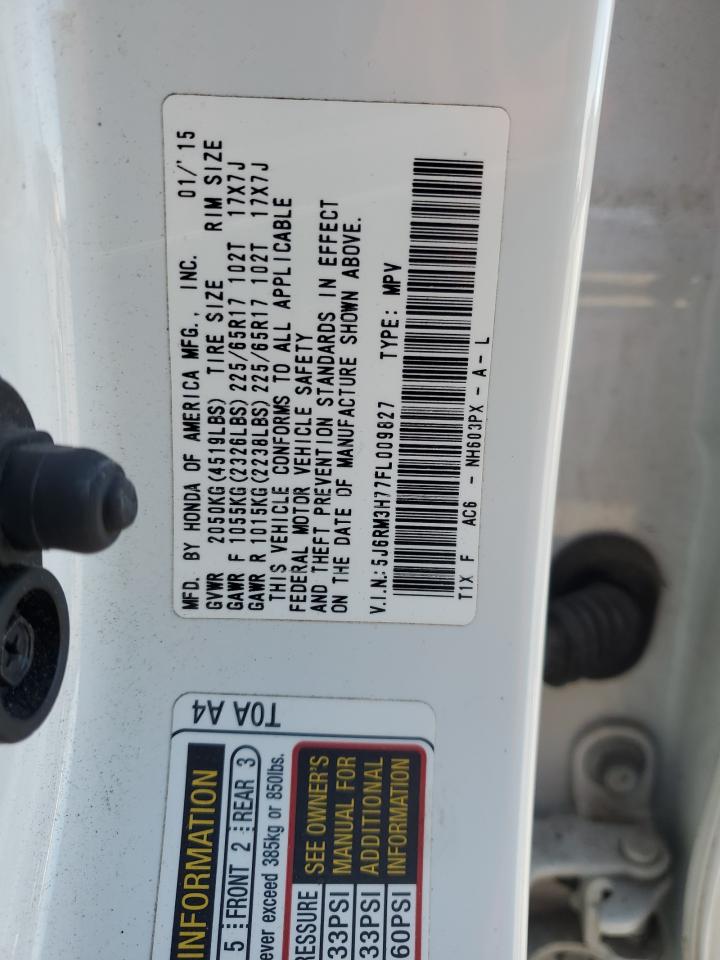 MFD. BY HONDA OF AMERICA MFG., INC. 01/'15
GVWR 2050KG(4519LBS) TIRE SIZE RIM SIZE
GAWR F 1055KG(2326LBS) 225/65R17 102T 17X7J
GAWR R 1015KG(2238LBS) 225/65R17 102T 17X7J
THIS VEHICLE CONFORMS TO ALL APPLICABLE
FEDERAL MOTOR VEHICLE SAFETY
AND THEFT PREVENTION STANDARDS IN EFFECT
ON THE DATE OF MANUFACTURE SHOWN ABOVE.
V.I.N.: 5J6RM3H77FL009827 TYPE: MPV
T1X F AC6 - NH603PX - A - L
T0A A4
INFORMATION
5 FRONT 2 REAR 3
exceed 385kg or 850lbs.
SEE OWNER'S
MANUAL FOR
ADDITIONAL
INFORMATION
33PSI
33PSI
60PSI